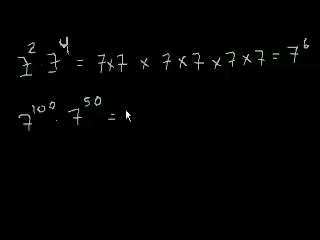 7² · 7⁴ = 7×7 × 7×7×7×7 = 7⁶
7¹⁰⁰ · 7⁵⁰ =